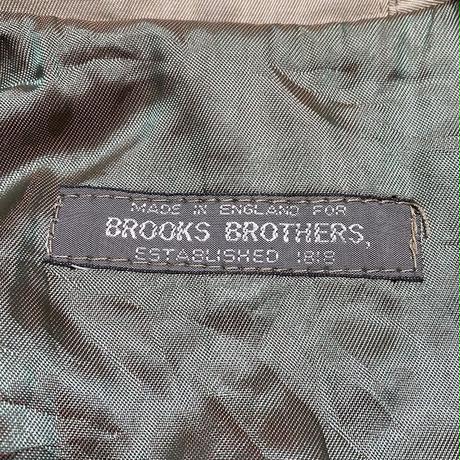 MADE IN ENGLAND FOR
BROOKS BROTHERS,
ESTABLISHED 1818